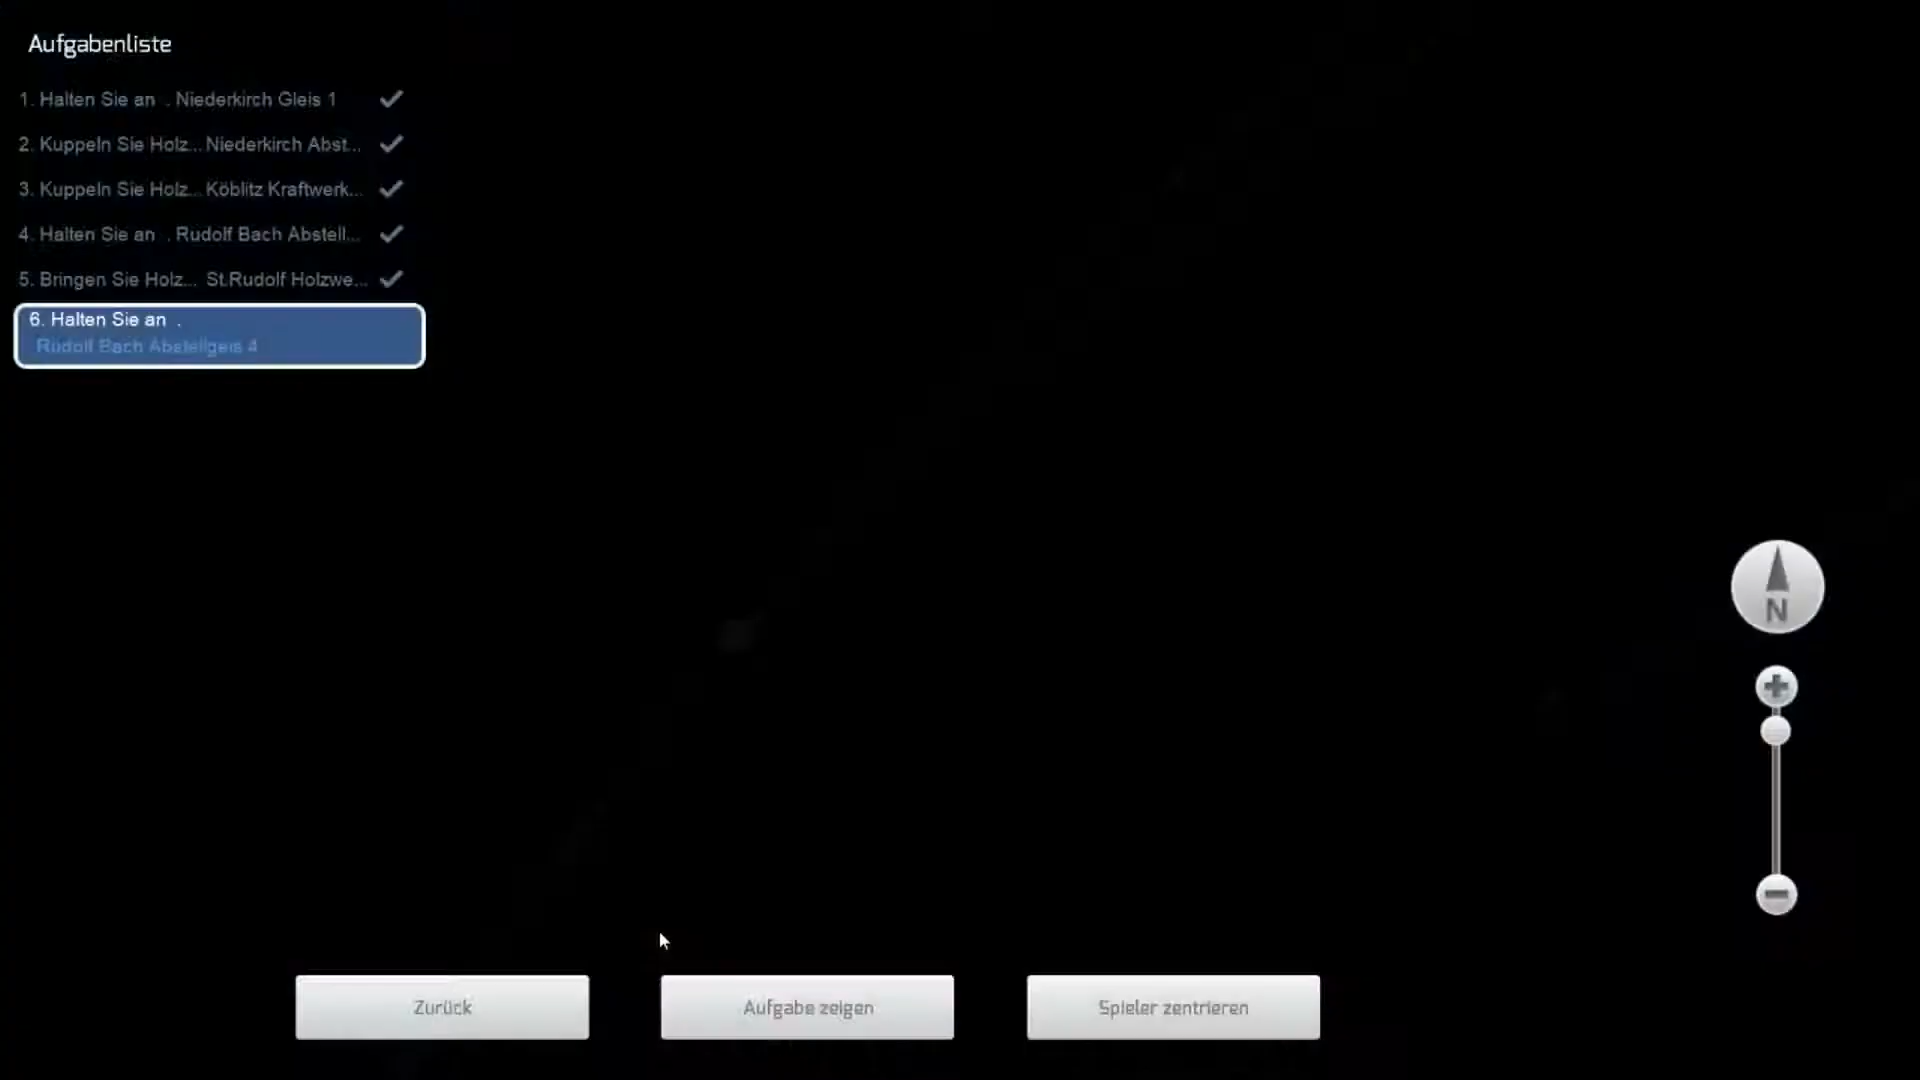 Aufgabenliste
1. Halten Sie an . Niederkirch Gleis 1
2. Kuppeln Sie Holz... Niederkirch Abst...
3. Kuppeln Sie Holz... Köblitz Kraftwerk...
4. Halten Sie an . Rudolf Bach Abstell...
5. Bringen Sie Holz... St.Rudolf Holzwe...
6. Halten Sie an .
Rudolf Bach Abstellgeis 4
N
Zurück
Aufgabe zeigen
Spieler zentrieren